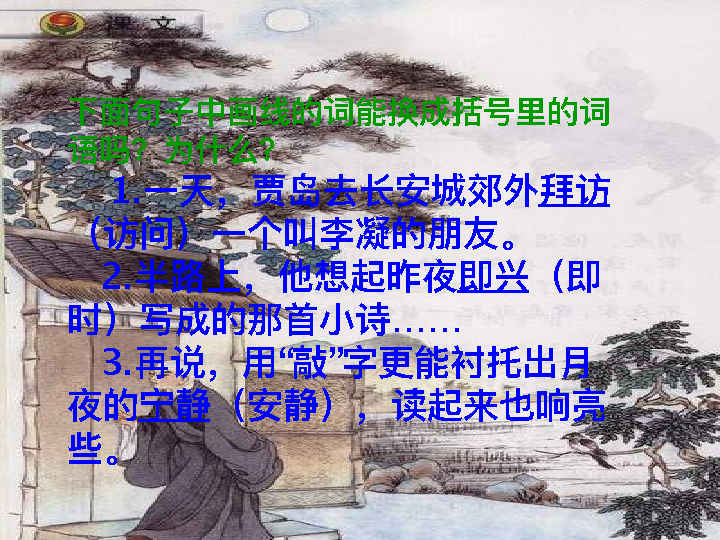 课 文
下面句子中画线的词能换成括号里的词
语吗？为什么？
1.一天，贾岛去长安城郊外拜访
（访问）一个叫李凝的朋友。
2.半路上，他想起昨夜即兴（即
时）写成的那首小诗……
3.再说，用“敲”字更能衬托出月
夜的宁静（安静），读起来也响亮
些。